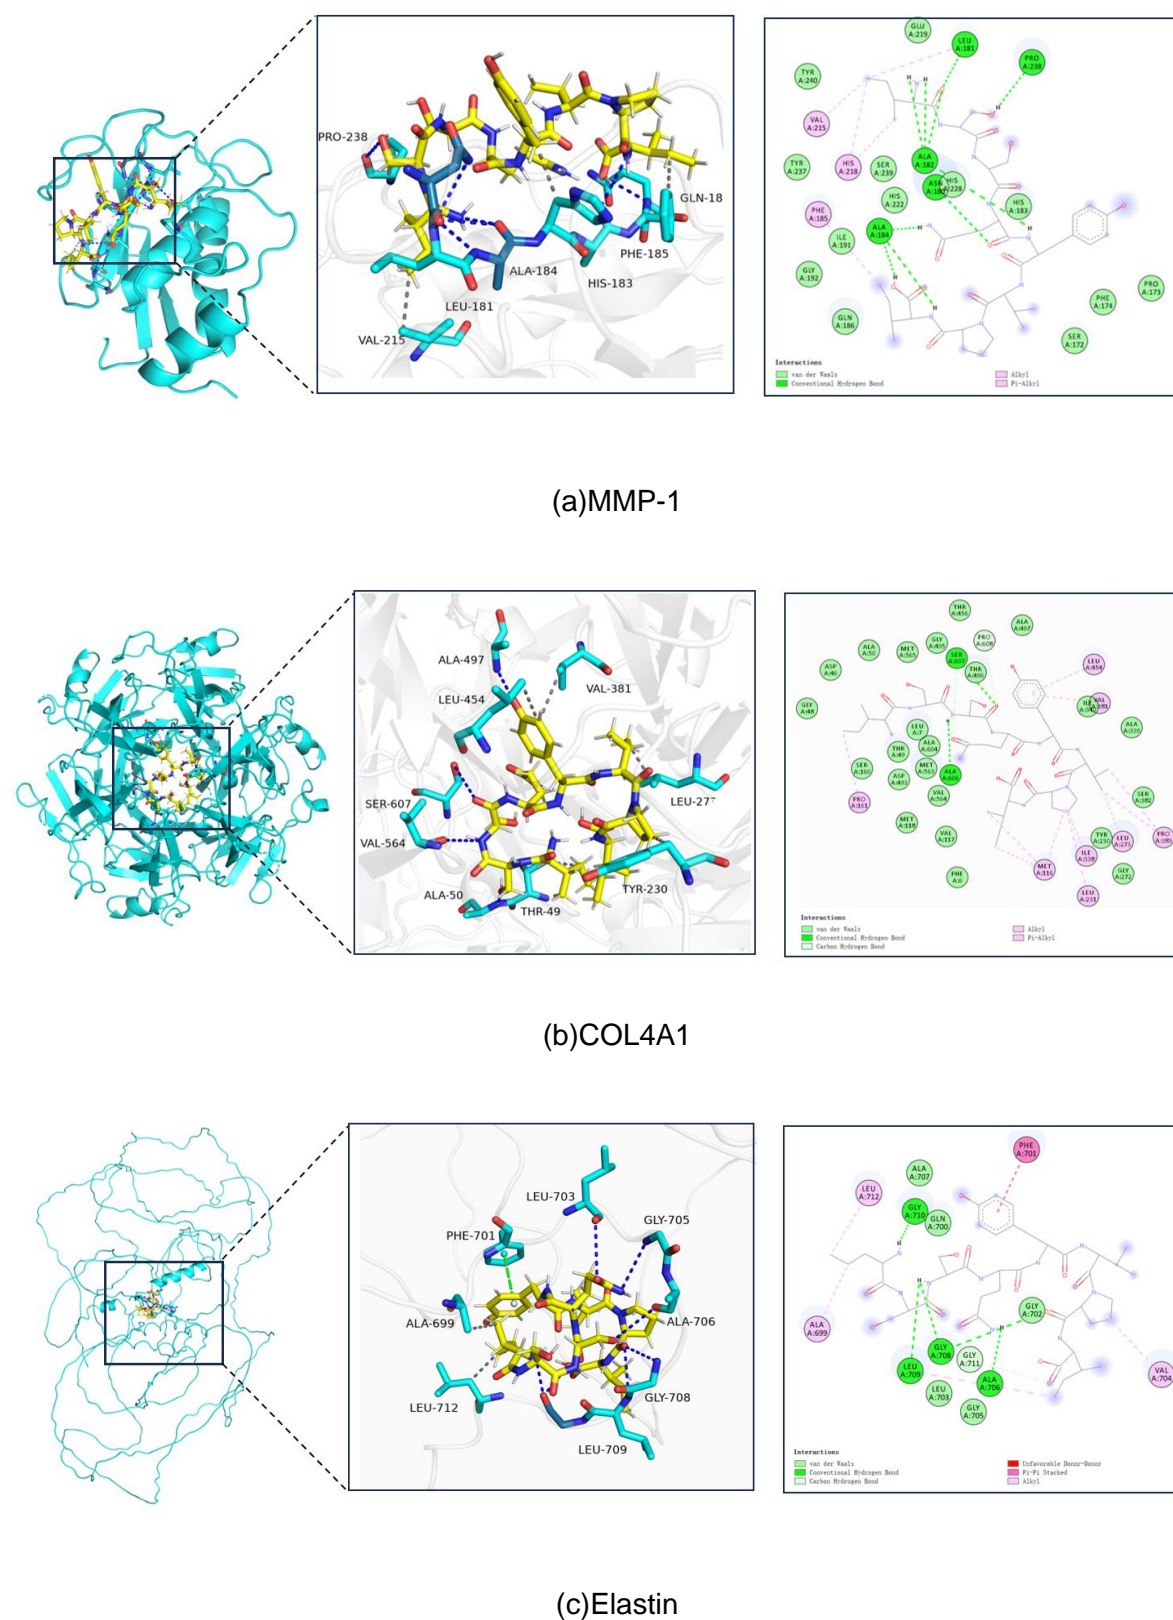 PRO-238
GLN-18
PHE-185
ALA-184
HIS-183
LEU-181
VAL-215
GLU
A:219
LEU
A:181
PRO
A:238
TYR
A:240
VAL
A:215
TYR
A:237
HIS
A:218
SER
A:239
ALA
A:182
ASN
HIS
A:228
HIS
A:222
HIS
A:183
PHE
A:185
ALA
A:184
ILE
A:191
GLY
A:192
GLN
A:186
PRO
A:173
PHE
A:174
SER
A:172
Interactions
van der Waals
Conventional Hydrogen Bond
Alkyl
Pi-Alkyl
(a)MMP-1
ALA-497
LEU-454
VAL-381
SER-607
VAL-564
LEU-27
ALA-50
THR-49
TYR-230
THR
A:456
ALA
A:497
ALA
A:50
MET
A:565
GLY
A:495
SER
A:607
PRO
A:608
THR
A:496
LEU
A:454
ASP
A:46
GLY
A:48
VAL
A:381
ILE
ALA
A:339
LEU
A:7
THR
A:49
ALA
A:604
SER
A:160
ASP
A:493
MET
A:563
ALA
A:606
VAL
A:564
PRO
A:161
MET
A:118
VAL
A:117
PHE
A:6
SER
A:382
TYR
A:230
LEU
A:273
PRO
ILE
A:338
MET
A:116
GLY
A:272
LEU
A:231
Interactions
van der Waals
Conventional Hydrogen Bond
Carbon Hydrogen Bond
Alkyl
Pi-Alkyl
(b)COL4A1
LEU-703
PHE-701
GLY-705
ALA-699
ALA-706
LEU-712
GLY-708
LEU-709
PHE
A:701
ALA
A:707
LEU
A:712
GLY
A:710
GLN
A:700
ALA
A:699
GLY
A:702
GLY
A:708
GLY
A:711
LEU
A:709
ALA
A:706
LEU
A:703
GLY
A:705
VAL
A:704
Interactions
van der Waals
Conventional Hydrogen Bond
Carbon Hydrogen Bond
Unfavorable Donor-Donor
Pi-Pi Stacked
Alkyl
(c)Elastin